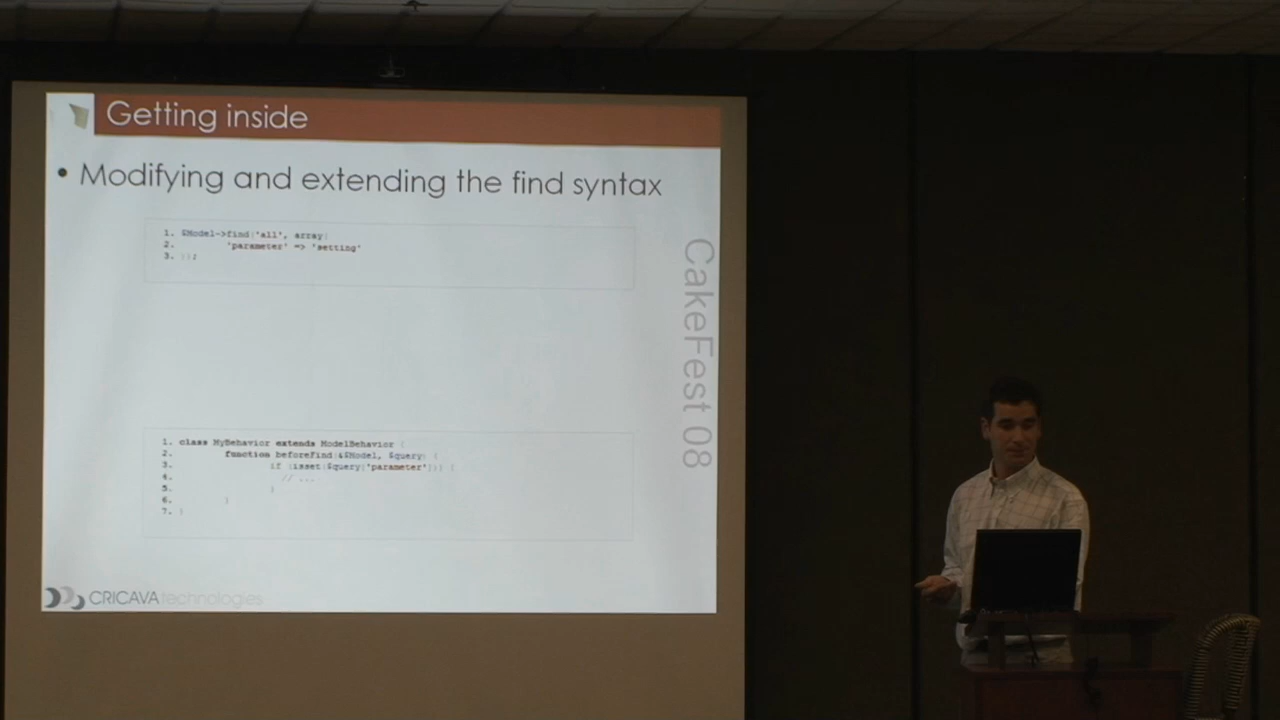 Getting inside
• Modifying and extending the find syntax
1. $Model->find('all', array(
2. 'parameter' => 'setting'
3. ));
CakeFest 08
1. class MyBehavior extends ModelBehavior {
2. function beforeFind(&$Model, $query) {
3. if (isset($query['parameter'])) {
4. // ...
5. }
6. }
7. }
CRICAVA technologies